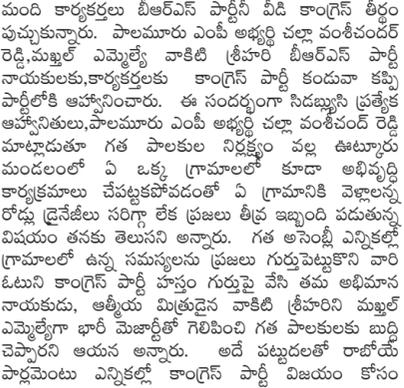 మంది కార్యకర్తలు బీఆర్ఎస్ పార్టీని వీడి కాంగ్రెస్ తీర్థం
పుచ్చుకున్నారు. పాలమూరు ఎంపీ అభ్యర్థి చల్లా వంశీచందర్
రెడ్డి,మఖ్తల్ ఎమ్మెల్యే వాకిటి శ్రీహరి బీఆర్ఎస్ పార్టీ
నాయకులకు,కార్యకర్తలకు కాంగ్రెస్ పార్టీ కండువా కప్పి
పార్టీలోకి ఆహ్వానించారు. ఈ సందర్భంగా సిడబ్ల్యుసి ప్రత్యేక
ఆహ్వానితులు,పాలమూరు ఎంపీ అభ్యర్థి చల్లా వంశీచంద్ రెడ్డి
మాట్లాడుతూ గత పాలకుల నిర్లక్ష్యం వల్ల ఊట్కూరు
మండలంలో ఏ ఒక్క గ్రామాలలో కూడా అభివృద్ధి
కార్యక్రమాలు చేపట్టకపోవడంతో ఏ గ్రామానికి వెళ్లాలన్న
రోడ్లు డ్రైనేజీలు సరిగ్గా లేక ప్రజలు తీవ్ర ఇబ్బంది పడుతున్న
విషయం తనకు తెలుసని అన్నారు. గత అసెంబ్లీ ఎన్నికల్లో
గ్రామాలలో ఉన్న సమస్యలను ప్రజలు గుర్తుపెట్టుకొని వారి
ఓటుని కాంగ్రెస్ పార్టీ హస్తం గుర్తుపై వేసి తమ అభిమాన
నాయకుడు, ఆత్మీయ మిత్రుడైన వాకిటి శ్రీహరిని మఖ్తల్
ఎమ్మెల్యేగా భారీ మెజార్టీతో గెలిపించి గత పాలకులకు బుద్ధి
చెప్పారని ఆయన అన్నారు. అదే పట్టుదలతో రాబోయే
పార్లమెంటు ఎన్నికల్లో కాంగ్రెస్ పార్టీ విజయం కోసం